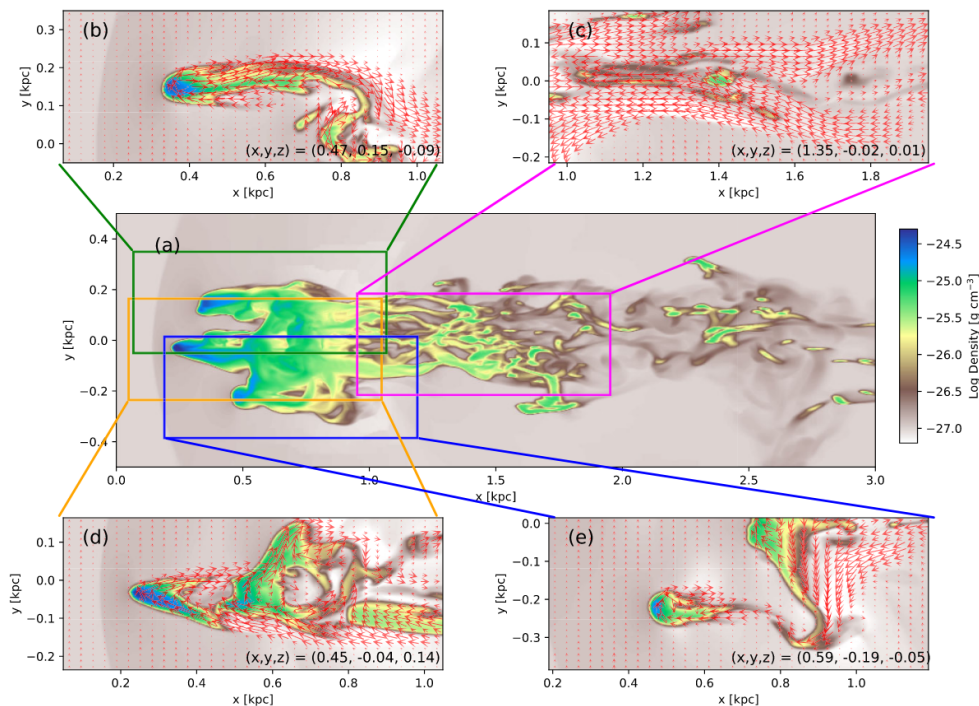 (b)
y [kpc]
0.3
0.2
0.1
0.0
0.2 0.4 0.6 0.8 1.0
x [kpc]
(x,y,z) = (0.47, 0.15, -0.09)
(c)
y [kpc]
0.1
0.0
−0.1
−0.2
1.0 1.2 1.4 1.6 1.8
x [kpc]
(x,y,z) = (1.35, -0.02, 0.01)
(a)
y [kpc]
0.4
0.2
0.0
−0.2
−0.4
0.0 0.5 1.0 1.5 2.0 2.5 3.0
x [kpc]
−24.5
−25.0
−25.5
−26.0
−26.5
−27.0
Log Density [g cm⁻³]
(d)
y [kpc]
0.1
0.0
−0.1
−0.2
0.2 0.4 0.6 0.8 1.0
x [kpc]
(x,y,z) = (0.45, -0.04, 0.14)
(e)
y [kpc]
0.0
−0.1
−0.2
−0.3
0.2 0.4 0.6 0.8 1.0
x [kpc]
(x,y,z) = (0.59, -0.19, -0.05)